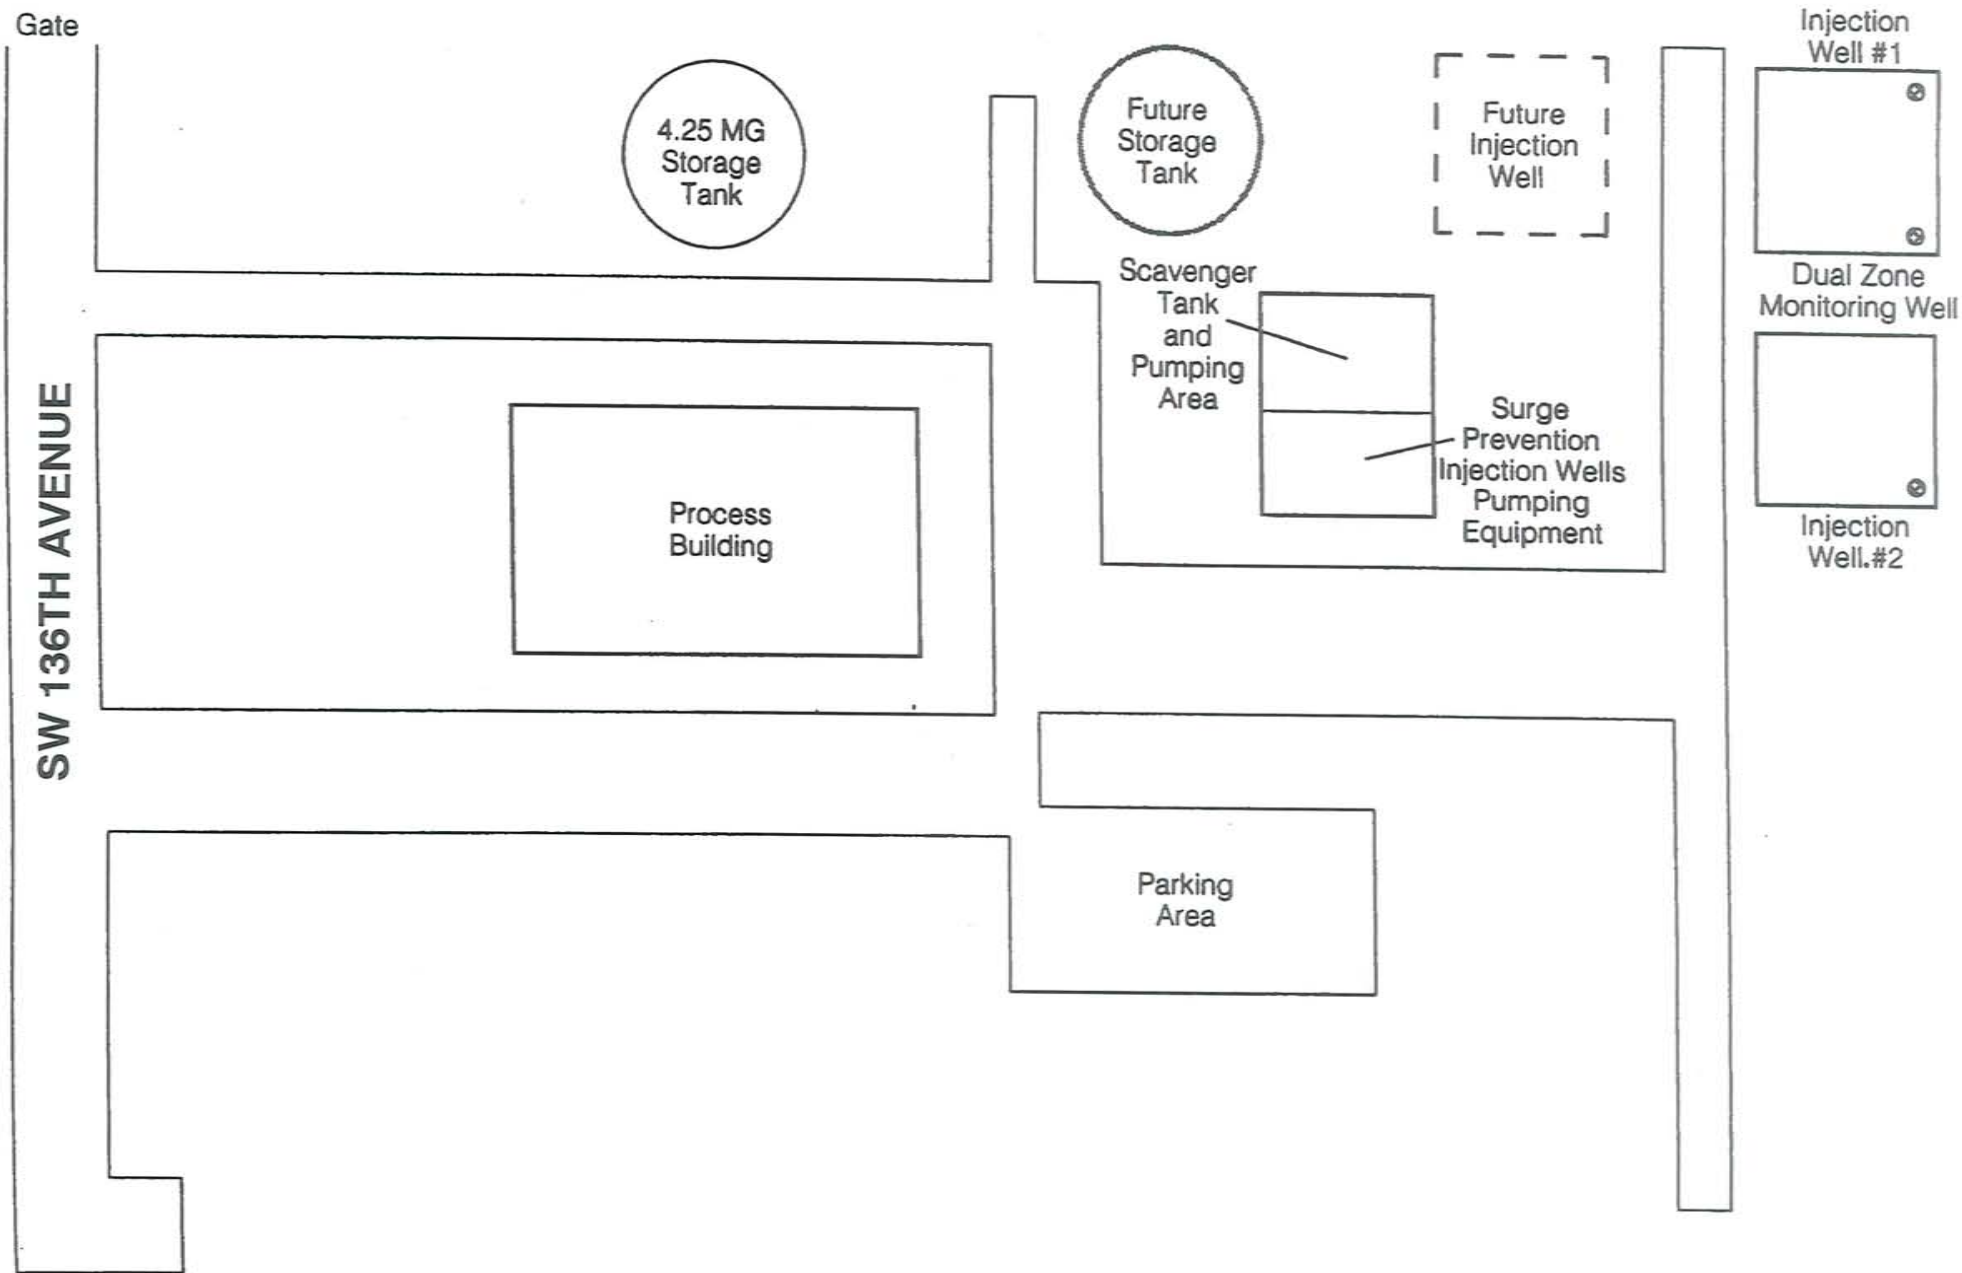 Gate
4.25 MG
Storage
Tank
Future
Storage
Tank
Future
Injection
Well
Injection
Well #1
Dual Zone
Monitoring Well
Injection
Well.#2
Scavenger
Tank
and
Pumping
Area
Surge
Prevention
Injection Wells
Pumping
Equipment
Process
Building
SW 136TH AVENUE
Parking
Area